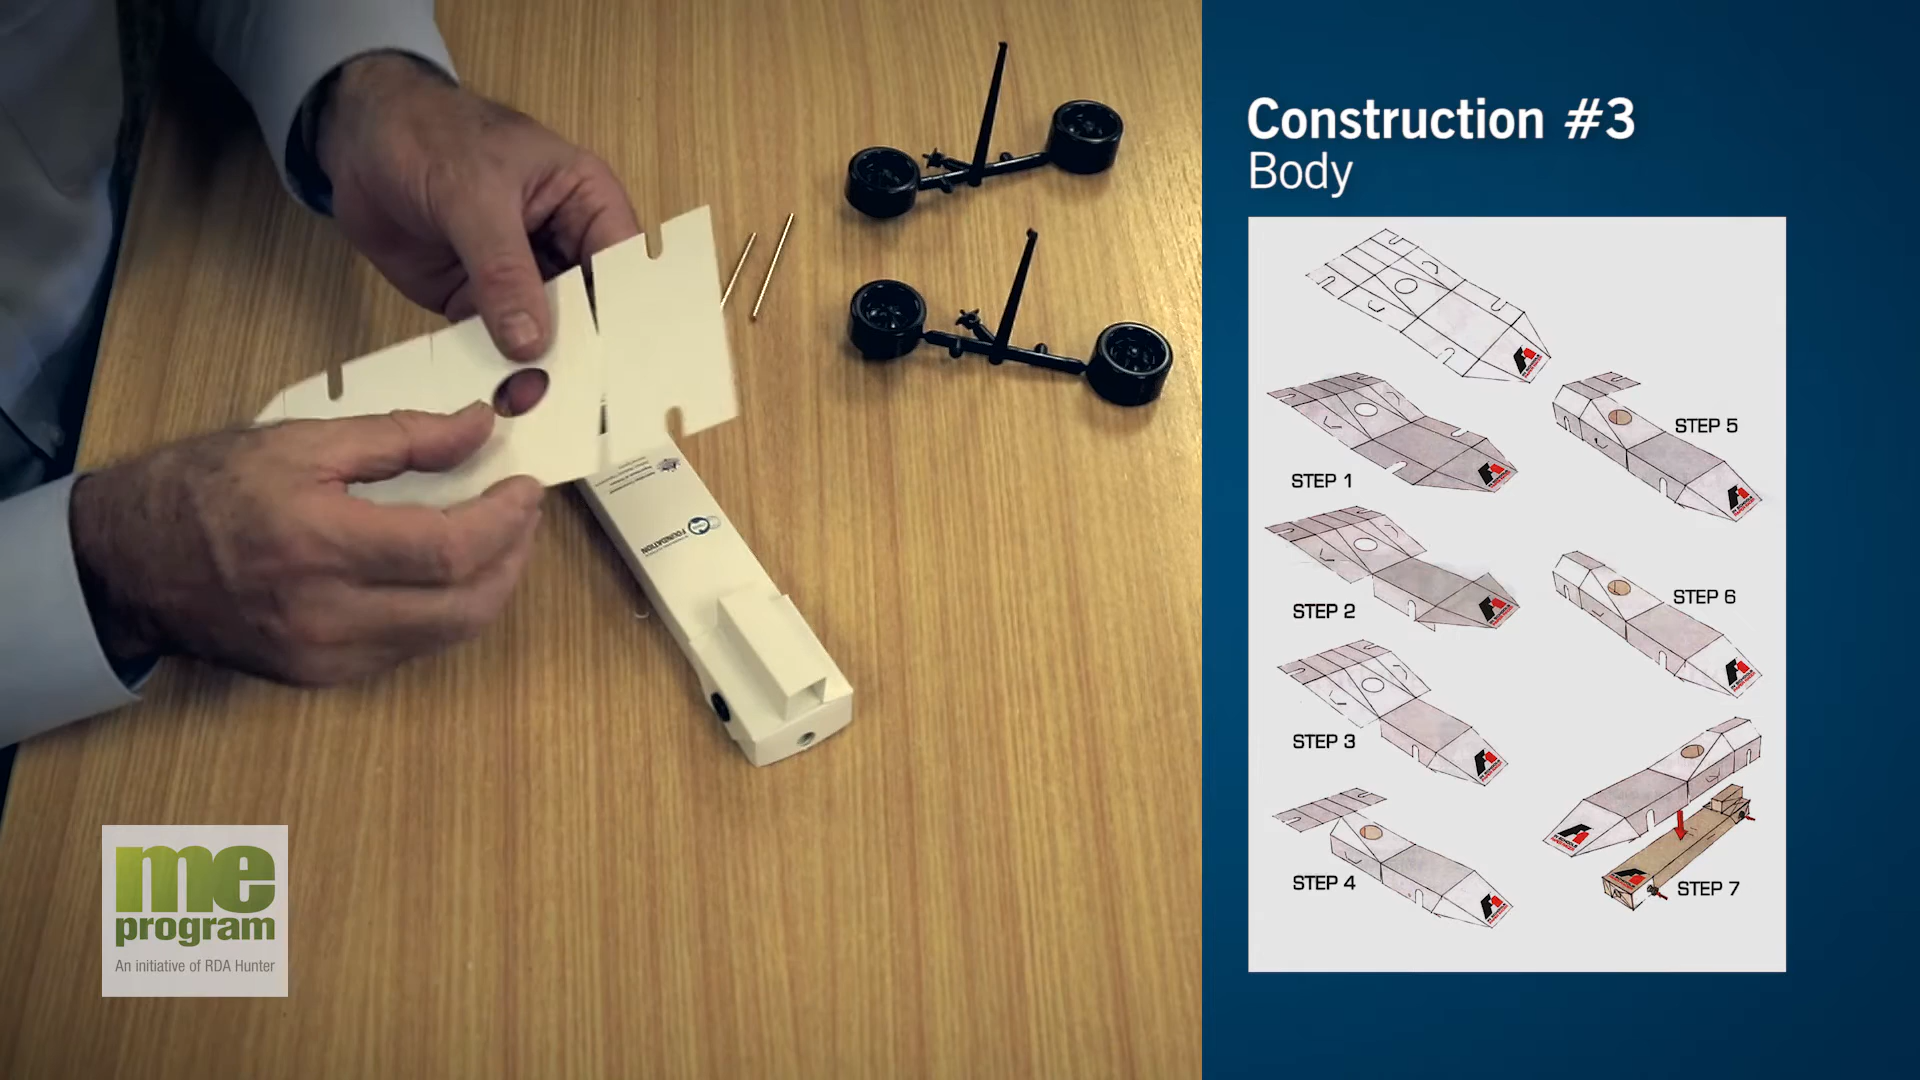 Construction #3
Body
STEP 1
STEP 2
STEP 3
STEP 4
STEP 5
STEP 6
STEP 7
FOUNDATION
me
program
An initiative of RDA Hunter